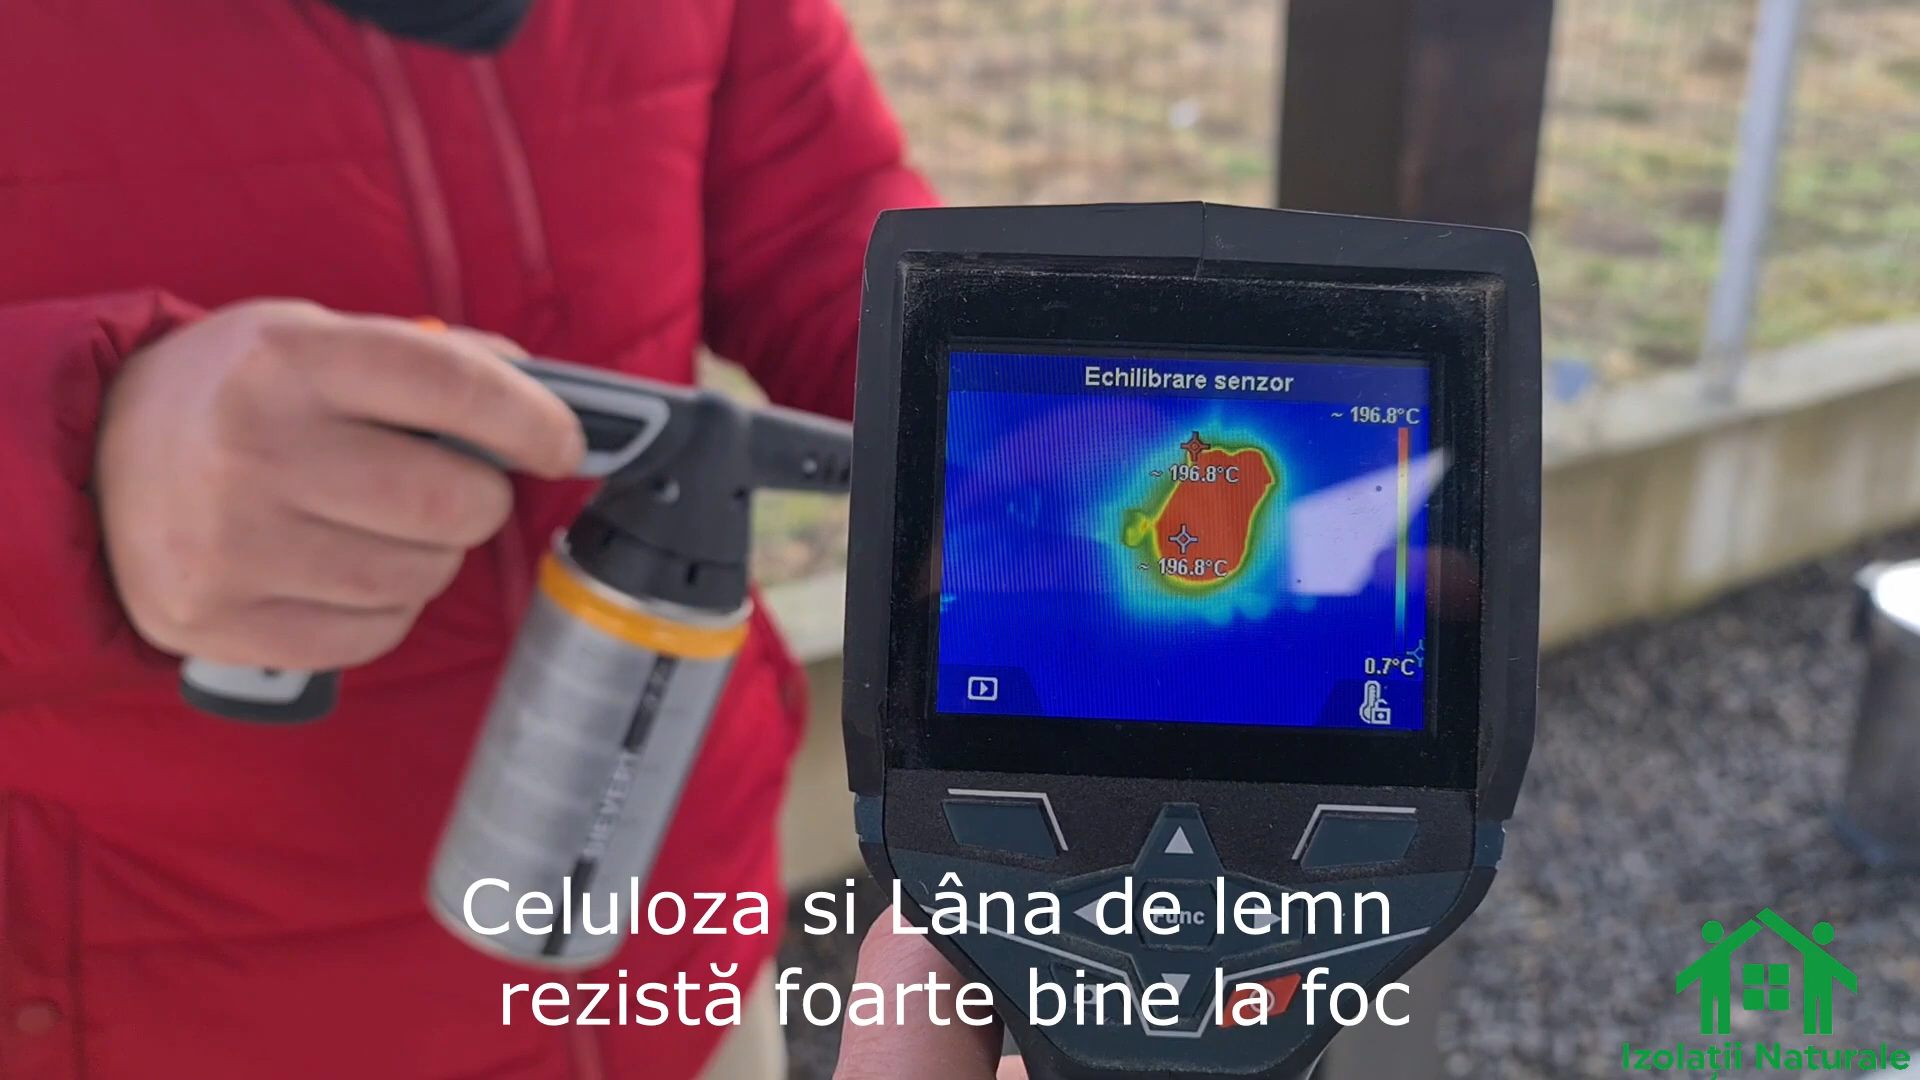 Echilibrare senzor
~ 196.8°C
~ 196.8°C
~ 196.8°C
0.7°C
SIEVERT
Func
Celuloza si Lâna de lemn
rezistă foarte bine la foc
Izolații Naturale